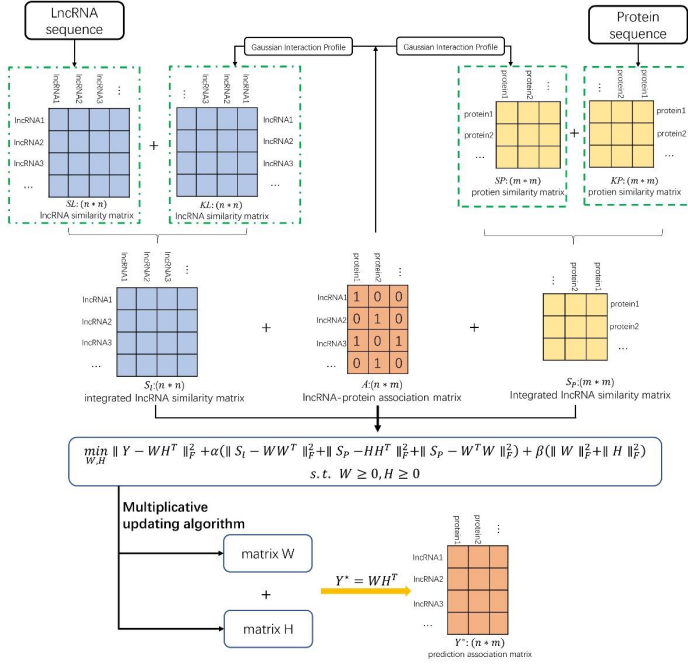 LncRNA
sequence
Protein
sequence
Gaussian Interaction Profile
Gaussian Interaction Profile
lncRNA1
lncRNA2
lncRNA3
...
lncRNA1
lncRNA2
lncRNA3
...
SL:(n * n)
lncRNA similarity matrix
+
...
lncRNA3
lncRNA2
lncRNA1
lncRNA1
lncRNA2
lncRNA3
...
KL:(n * n)
lncRNA similarity matrix
protein1
protein2
...
protein1
protein2
...
SP:(m * m)
protien similarity matrix
+
...
protein2
protein1
protein1
protein2
...
KP:(m * m)
protien similarity matrix
lncRNA1
lncRNA2
lncRNA3
...
lncRNA1
lncRNA2
lncRNA3
...
S_l:(n * n)
integrated lncRNA similarity matrix
+
protein1
protein2
...
lncRNA1 1 0 0
lncRNA2 0 1 0
lncRNA3 1 0 1
... 0 1 0
A:(n * m)
lncRNA-protein association matrix
+
...
protein2
protein1
protein1
protein2
...
S_P:(m * m)
Integrated lncRNA similarity matrix
min W,H ‖ Y − WH^T ‖_F^2 +α(‖ S_l − WW^T ‖_F^2+‖ S_P − HH^T ‖_F^2+‖ S_P − W^TW ‖_F^2) + β(‖ W ‖_F^2+‖ H ‖_F^2)
s.t. W ≥ 0, H ≥ 0
Multiplicative
updating algorithm
matrix W
+
matrix H
Y* = WH^T
protein1
protein2
...
lncRNA1
lncRNA2
lncRNA3
...
Y*:(n * m)
prediction association matrix